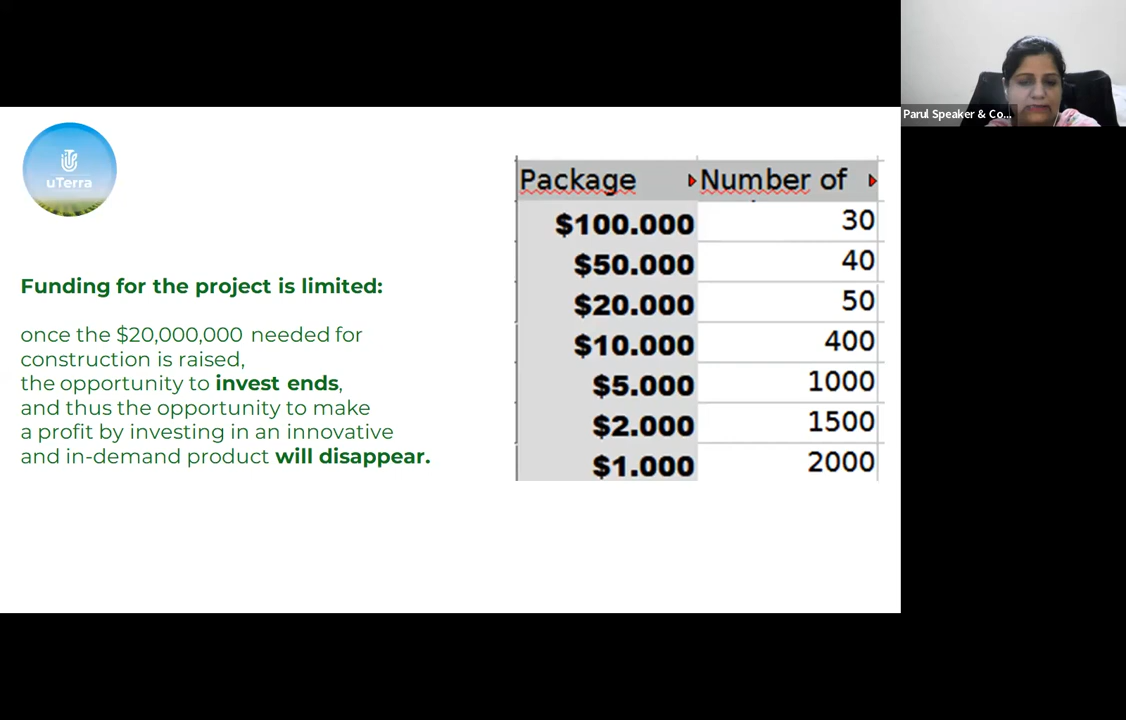 Parul Speaker & Co...
uTerra
Funding for the project is limited:
once the $20,000,000 needed for
construction is raised,
the opportunity to invest ends,
and thus the opportunity to make
a profit by investing in an innovative
and in-demand product will disappear.
Package Number of
$100.000 30
$50.000 40
$20.000 50
$10.000 400
$5.000 1000
$2.000 1500
$1.000 2000